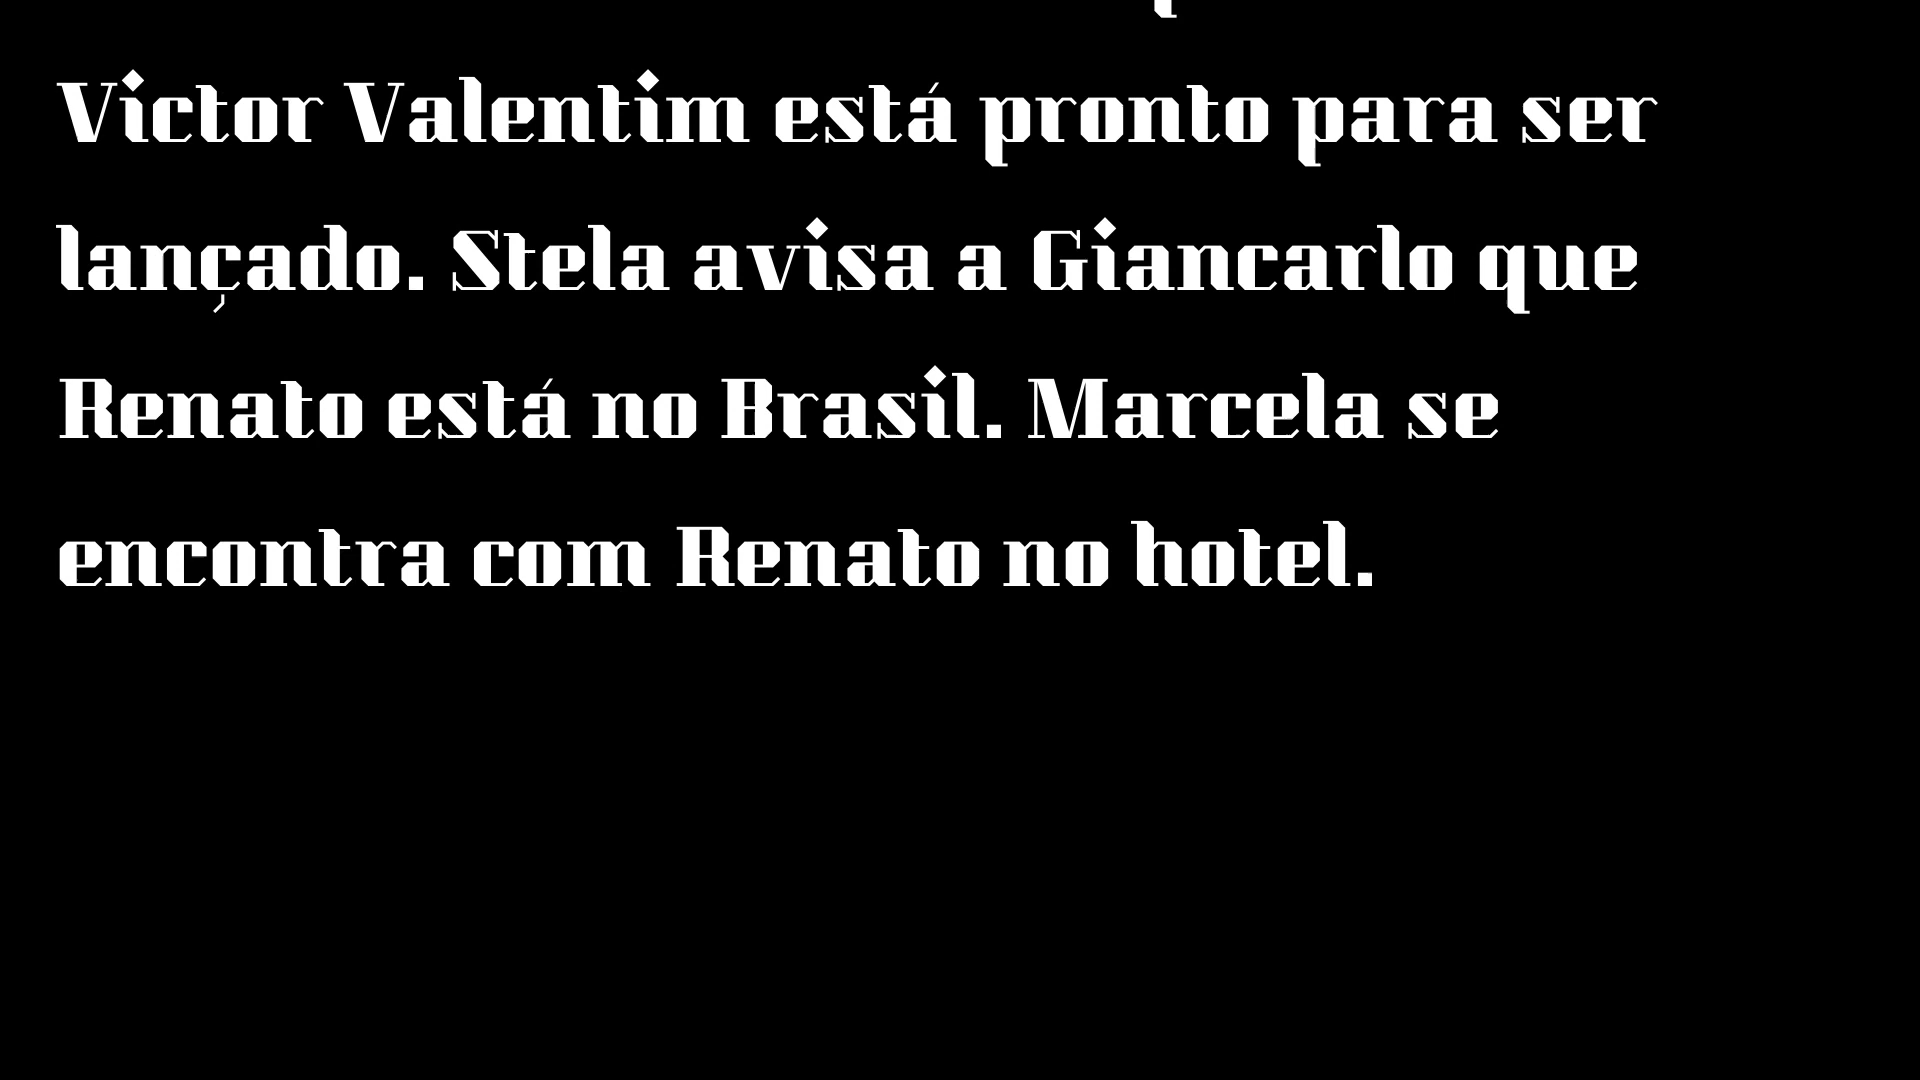 Victor Valentim está pronto para ser
lançado. Stela avisa a Giancarlo que
Renato está no Brasil. Marcela se
encontra com Renato no hotel.